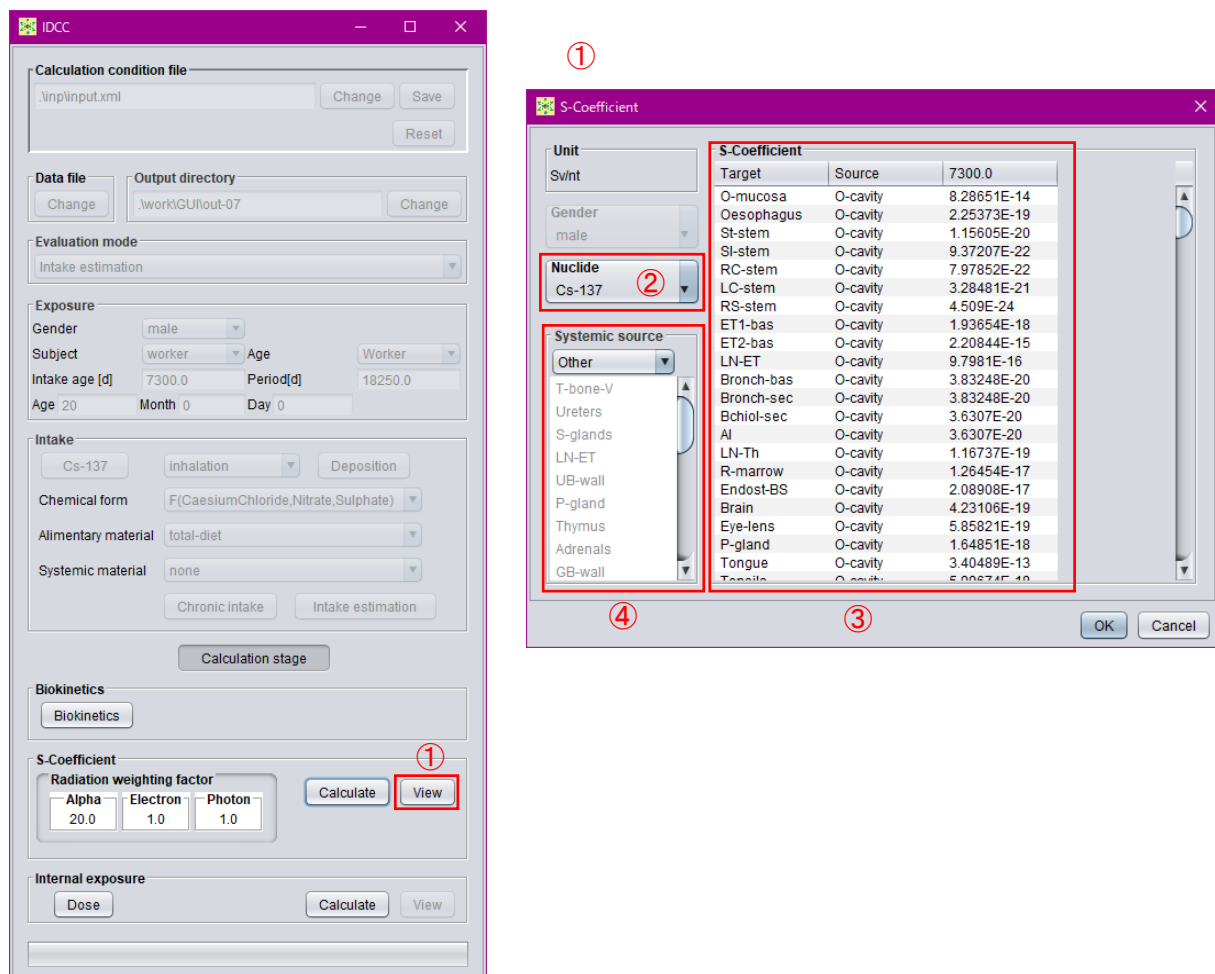 IDCC
Calculation condition file
.\inp\input.xml
Change
Save
Reset
Data file
Change
Output directory
.\work\GUI\out-07
Change
Evaluation mode
Intake estimation
Exposure
Gender male
Subject worker Age Worker
Intake age [d] 7300.0 Period[d] 18250.0
Age 20 Month 0 Day 0
Intake
Cs-137 inhalation Deposition
Chemical form F(CaesiumChloride,Nitrate,Sulphate)
Alimentary material total-diet
Systemic material none
Chronic intake Intake estimation
Calculation stage
Biokinetics
Biokinetics
S-Coefficient
①
Radiation weighting factor
Alpha Electron Photon
20.0 1.0 1.0
Calculate View
Internal exposure
Dose Calculate View
①
S-Coefficient
Unit
Sv/nt
Gender
male
Nuclide
Cs-137
②
Systemic source
Other
T-bone-V
Ureters
S-glands
LN-ET
UB-wall
P-gland
Thymus
Adrenals
GB-wall
④
S-Coefficient
Target Source 7300.0
O-mucosa O-cavity 8.28651E-14
Oesophagus O-cavity 2.25373E-19
St-stem O-cavity 1.15605E-20
SI-stem O-cavity 9.37207E-22
RC-stem O-cavity 7.97852E-22
LC-stem O-cavity 3.28481E-21
RS-stem O-cavity 4.509E-24
ET1-bas O-cavity 1.93654E-18
ET2-bas O-cavity 2.20844E-15
LN-ET O-cavity 9.7981E-16
Bronch-bas O-cavity 3.83248E-20
Bronch-sec O-cavity 3.83248E-20
Bchiol-sec O-cavity 3.6307E-20
AI O-cavity 3.6307E-20
LN-Th O-cavity 1.16737E-19
R-marrow O-cavity 1.26454E-17
Endost-BS O-cavity 2.08908E-17
Brain O-cavity 4.23106E-19
Eye-lens O-cavity 5.85821E-19
P-gland O-cavity 1.64851E-18
Tongue O-cavity 3.40489E-13
③
OK Cancel